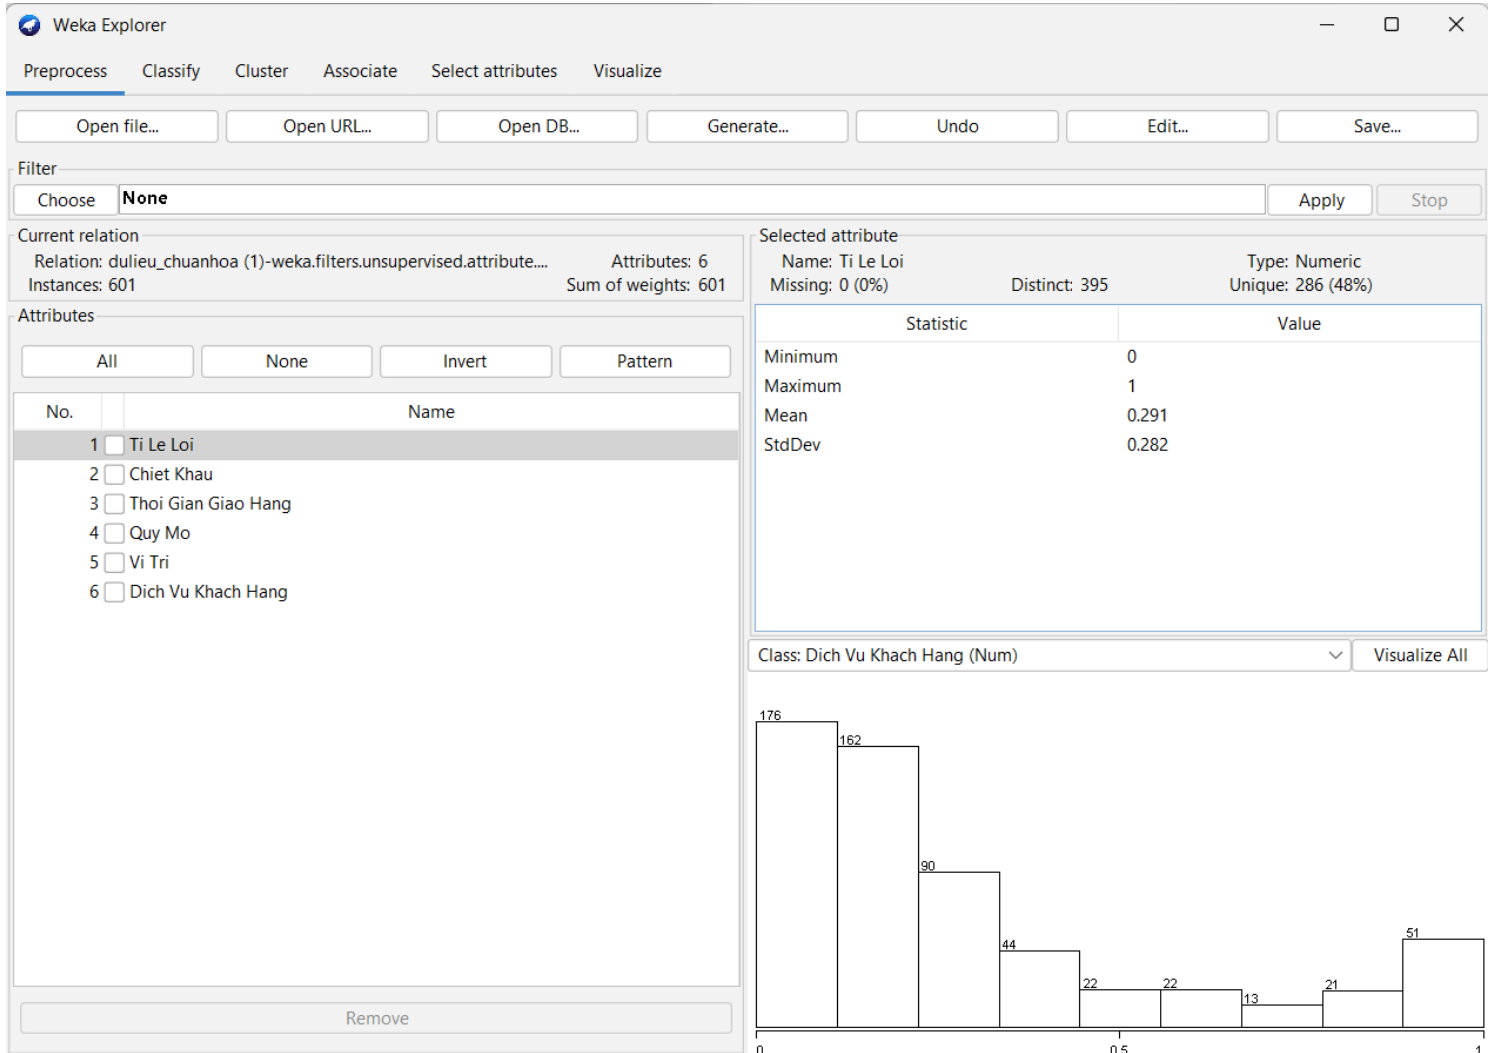 Weka Explorer
Preprocess Classify Cluster Associate Select attributes Visualize
Open file... Open URL... Open DB... Generate... Undo Edit... Save...
Filter
Choose None Apply Stop
Current relation
Relation: dulieu_chuanhoa (1)-weka.filters.unsupervised.attribute.... Attributes: 6
Instances: 601 Sum of weights: 601
Attributes
All None Invert Pattern
No. Name
1 Ti Le Loi
2 Chiet Khau
3 Thoi Gian Giao Hang
4 Quy Mo
5 Vi Tri
6 Dich Vu Khach Hang
Remove
Selected attribute
Name: Ti Le Loi Type: Numeric
Missing: 0 (0%) Distinct: 395 Unique: 286 (48%)
Statistic Value
Minimum 0
Maximum 1
Mean 0.291
StdDev 0.282
Class: Dich Vu Khach Hang (Num) Visualize All
176
162
90
44
22
22
13
21
51
0 0.5 1